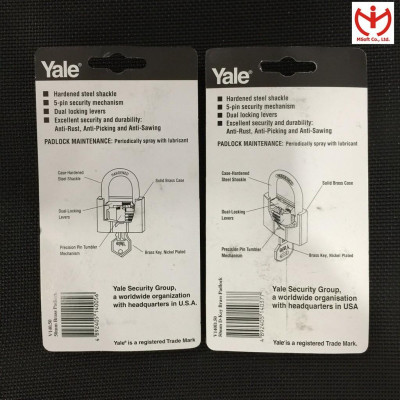 MSoft Co., Ltd.
Yale®
Hardened steel shackle
5-pin security mechanism
Dual locking levers
Excellent security and durability:
Anti-Rust, Anti-Picking and Anti-Sawing
PADLOCK MAINTENANCE: Periodically spray with lubricant
Case-Hardened
Steel Shackle
Solid Brass Case
Dual-Locking
Levers
Precision Pin Tumbler
Mechanism
Brass Key, Nickel Plated
Yale Security Group,
a worldwide organisation
with headquarters in U.S.A.
Yale® is a registered Trade Mark.
Yale®
Hardened steel shackle
5-pin security mechanism
Dual locking levers
Excellent security and durability:
Anti-Rust, Anti-Picking and Anti-Sawing
PADLOCK MAINTENANCE: Periodically spray with lubricant
Case-Hardened
Steel Shackle
Solid Brass Case
Dual-Locking
Levers
Precision Pin Tumbler
Mechanism
Brass Key, Nickel Plated
Yale Security Group,
a worldwide organisation
with headquarters in USA
Yale® is a registered Trade Mark.